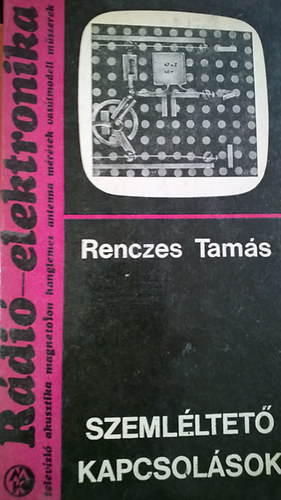 Rádió-elektronika
televízió akusztika magnetofon hanglemez antenna mérések vasútmodell műszerek
Renczes Tamás
SZEMLÉLTETŐ
KAPCSOLÁSOK